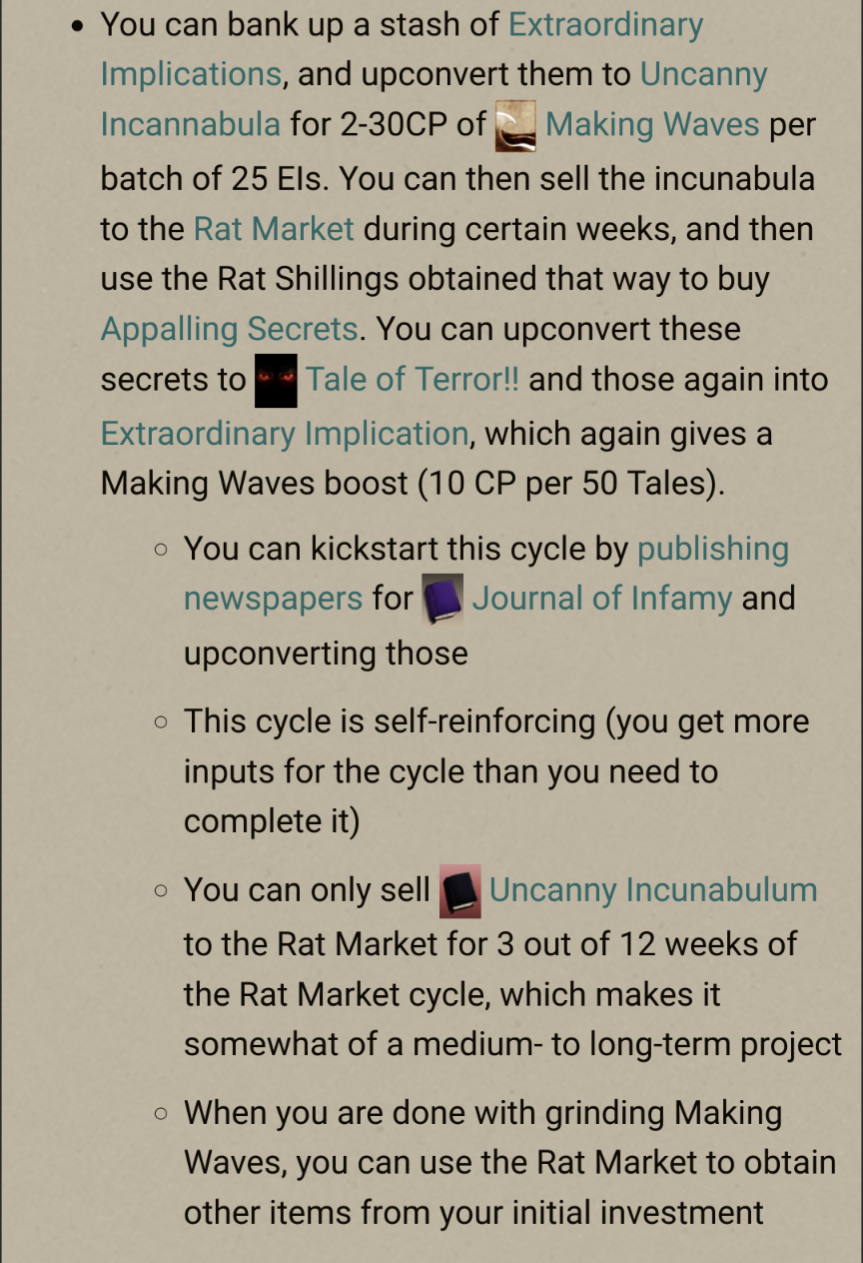 • You can bank up a stash of Extraordinary
Implications, and upconvert them to Uncanny
Incannabula for 2-30CP of Making Waves per
batch of 25 EIs. You can then sell the incunabula
to the Rat Market during certain weeks, and then
use the Rat Shillings obtained that way to buy
Appalling Secrets. You can upconvert these
secrets to Tale of Terror!! and those again into
Extraordinary Implication, which again gives a
Making Waves boost (10 CP per 50 Tales).
○ You can kickstart this cycle by publishing
newspapers for Journal of Infamy and
upconverting those
○ This cycle is self-reinforcing (you get more
inputs for the cycle than you need to
complete it)
○ You can only sell Uncanny Incunabulum
to the Rat Market for 3 out of 12 weeks of
the Rat Market cycle, which makes it
somewhat of a medium- to long-term project
○ When you are done with grinding Making
Waves, you can use the Rat Market to obtain
other items from your initial investment